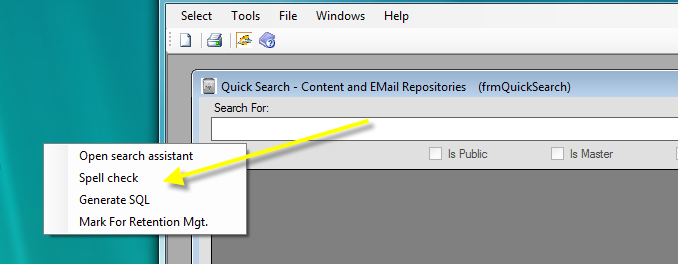 Select Tools File Windows
Quick Search - Content and EMail Repositories (frmQuickSearch)
Search For:
Is Public Is Master
Open search assistant
Spell check
Generate SQL
Mark For Retention Mgt.